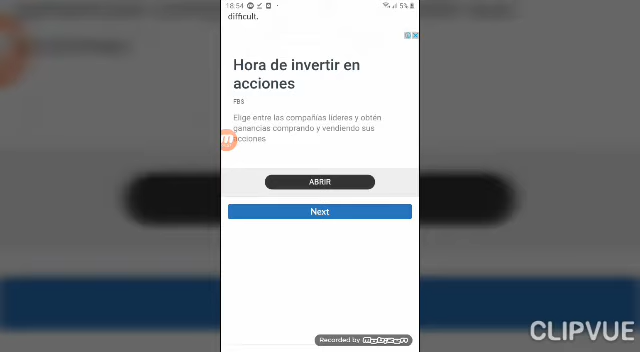 18:54
5%
difficult.
Hora de invertir en
acciones
FBS
Elige entre las compañías líderes y obtén
ganancias comprando y vendiendo sus
acciones
ABRIR
Next
Recorded by
CLIPVUE